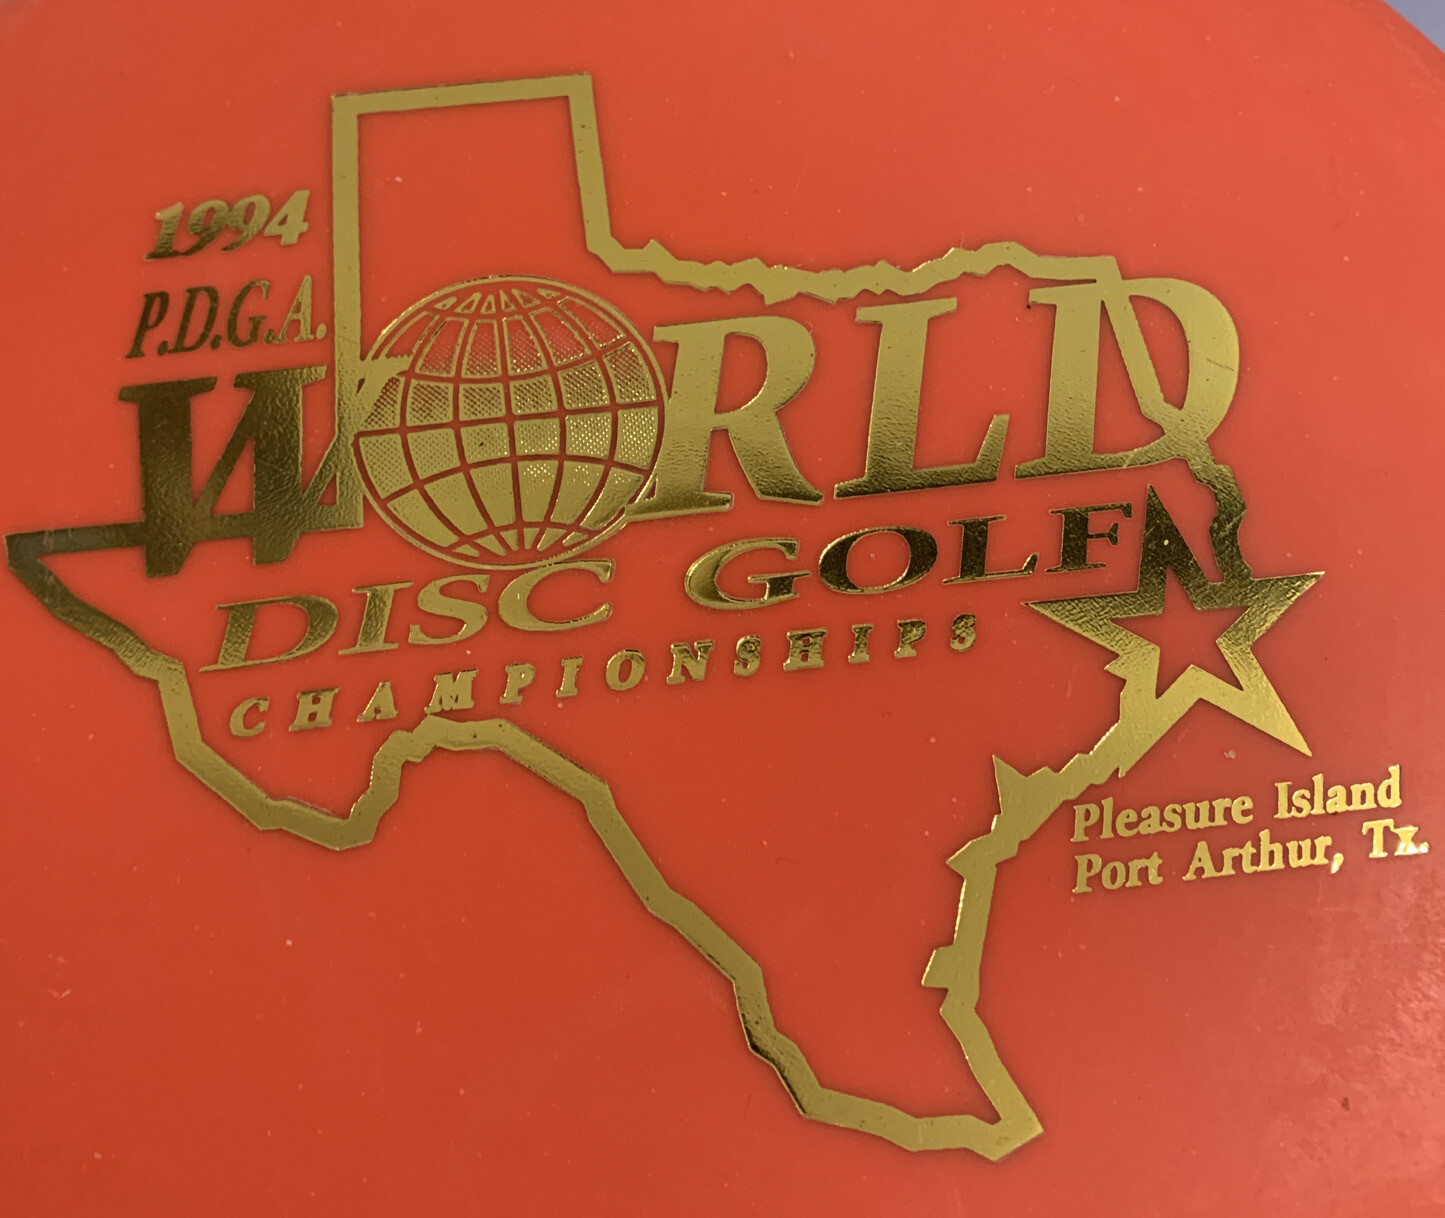 1994
P.D.G.A.
WORLD
DISC GOLF
CHAMPIONSHIPS
Pleasure Island
Port Arthur, Tx.